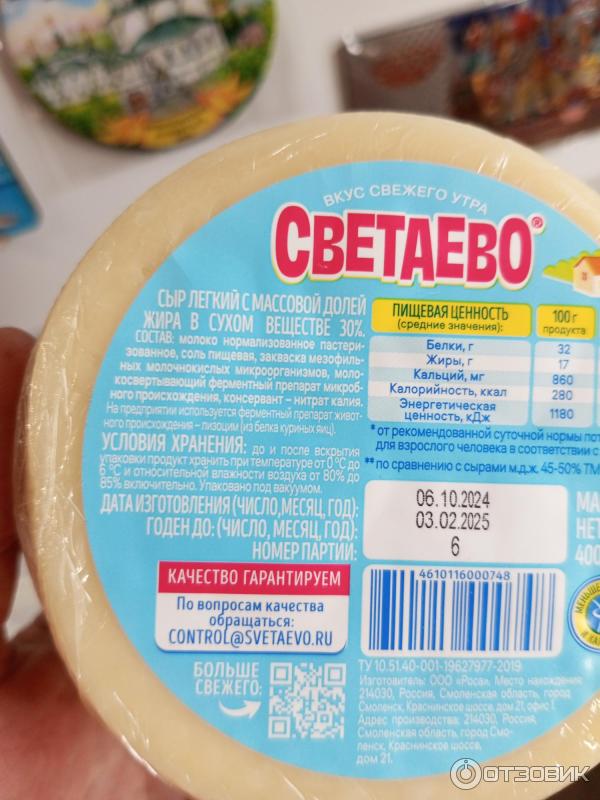 ВКУС СВЕЖЕГО УТРА
СВЕТАЕВО®
СЫР ЛЕГКИЙ С МАССОВОЙ ДОЛЕЙ
ЖИРА В СУХОМ ВЕЩЕСТВЕ 30%.
СОСТАВ: молоко нормализованное пастери-
зованное, соль пищевая, закваска мезофиль-
ных молочнокислых микроорганизмов, моло-
косвертывающий ферментный препарат микроб-
ного происхождения, консервант – нитрат калия.
На предприятии используется ферментный препарат живот-
ного происхождения – лизоцим (из белка куриных яиц).
УСЛОВИЯ ХРАНЕНИЯ: до и после вскрытия
упаковки продукт хранить при температуре от 0 °С до
6 °С и относительной влажности воздуха от 80% до
85% включительно. Упаковано под вакуумом.
ДАТА ИЗГОТОВЛЕНИЯ (ЧИСЛО, МЕСЯЦ, ГОД):
ГОДЕН ДО: (ЧИСЛО, МЕСЯЦ, ГОД):
НОМЕР ПАРТИИ:
06.10.2024
03.02.2025
6
ПИЩЕВАЯ ЦЕННОСТЬ
(средние значения):
100 г
продукта
Белки, г 32
Жиры, г 17
Кальций, мг 860
Калорийность, ккал 280
Энергетическая
ценность, кДж 1180
* от рекомендованной суточной нормы
для взрослого человека в соответствии с
** по сравнению с сырами м.д.ж. 45-50% ТМ
МА
НЕ
400
КАЧЕСТВО ГАРАНТИРУЕМ
По вопросам качества
обращаться:
CONTROL@SVETAEVO.RU
БОЛЬШЕ
СВЕЖЕГО:
4610116000748
ТУ 10.51.40-001-19627977-2019
Изготовитель: ООО «Роса». Место нахождения:
214030, Россия, Смоленская область, город
Смоленск, Краснинское шоссе, дом 21, офис 1.
Адрес производства: 214030, Россия,
Смоленская область, город Смо-
ленск, Краснинское шоссе,
дом 21.
ОТЗОВИК